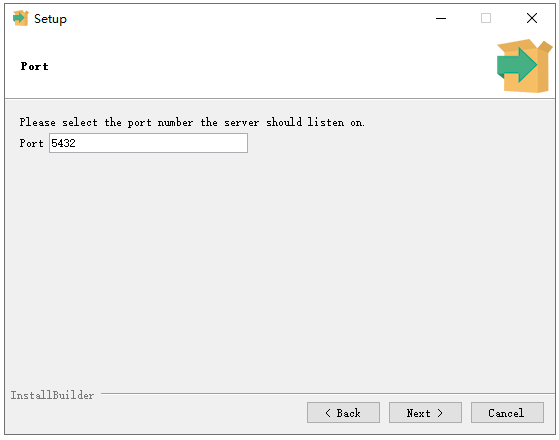 Setup
Port
Please select the port number the server should listen on.
Port 5432
InstallBuilder
< Back Next > Cancel